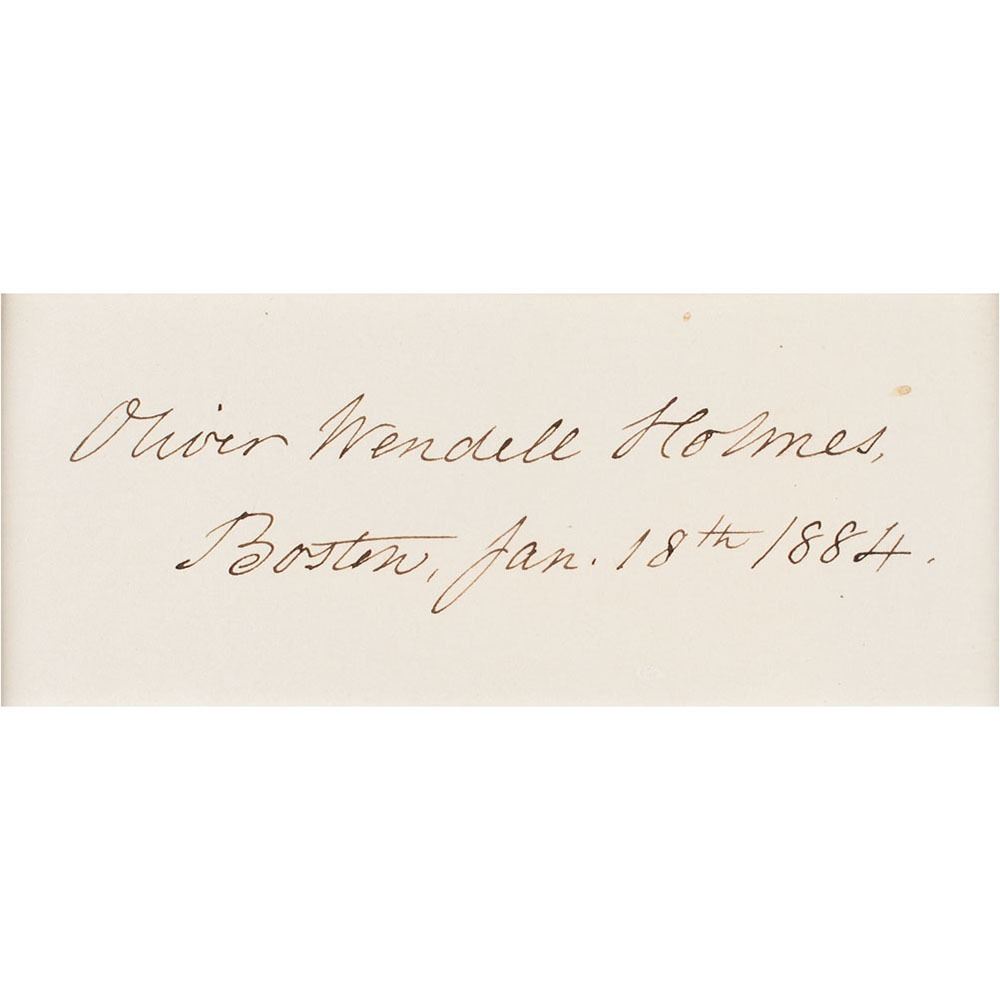 Oliver Wendell Holmes,
Boston, Jan. 18th 1884.